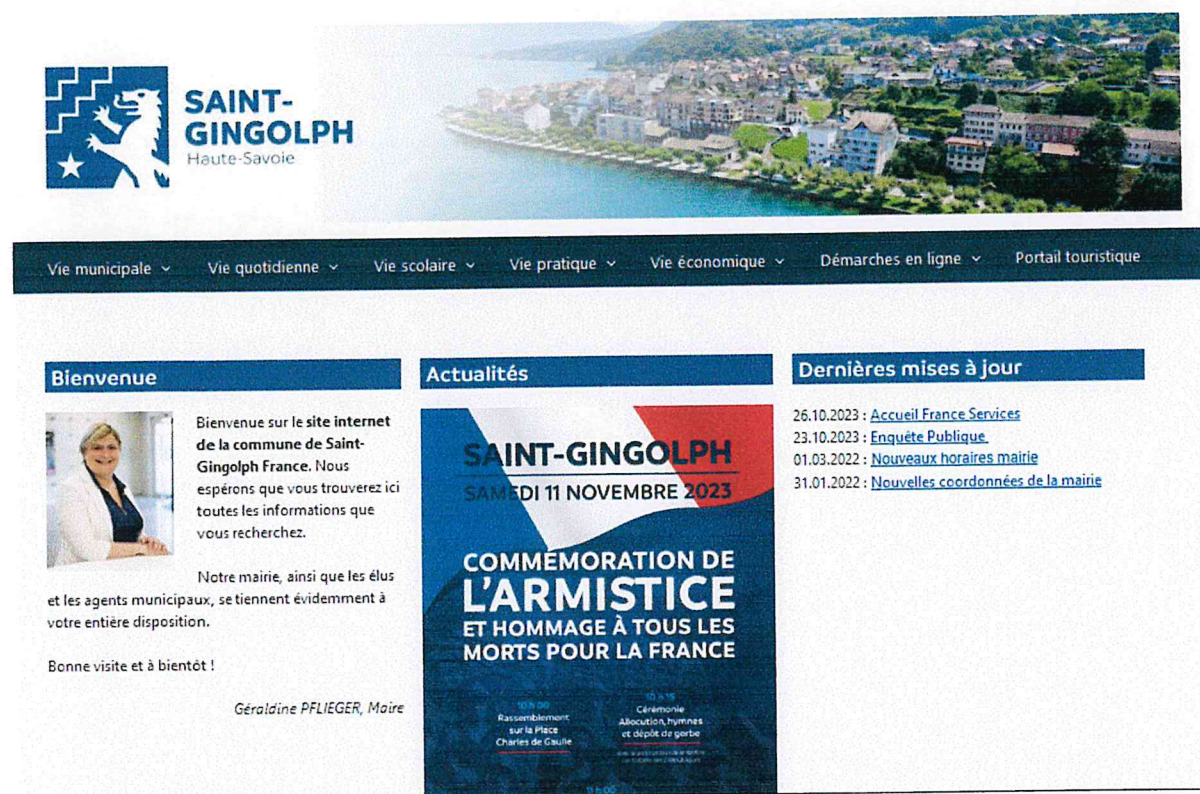 SAINT-
GINGOLPH
Haute-Savoie
Vie municipale Vie quotidienne Vie scolaire Vie pratique Vie économique Démarches en ligne Portail touristique
Bienvenue
Bienvenue sur le site internet
de la commune de Saint-
Gingolph France. Nous
espérons que vous trouverez ici
toutes les informations que
vous recherchez.
Notre mairie, ainsi que les élus
et les agents municipaux, se tiennent évidemment à
votre entière disposition.
Bonne visite et à bientôt !
Géraldine PFLIEGER, Maire
Actualités
SAINT-GINGOLPH
SAMEDI 11 NOVEMBRE 2023
COMMÉMORATION DE
L'ARMISTICE
ET HOMMAGE À TOUS LES
MORTS POUR LA FRANCE
10 h 00
Rassemblement
sur la Place
Charles de Gaulle
10 h 15
Cérémonie
Allocution, hymnes
et dépôt de gerbe
11 h 00
Dernières mises à jour
26.10.2023 : Accueil France Services
23.10.2023 : Enquête Publique
01.03.2022 : Nouveaux horaires mairie
31.01.2022 : Nouvelles coordonnées de la mairie